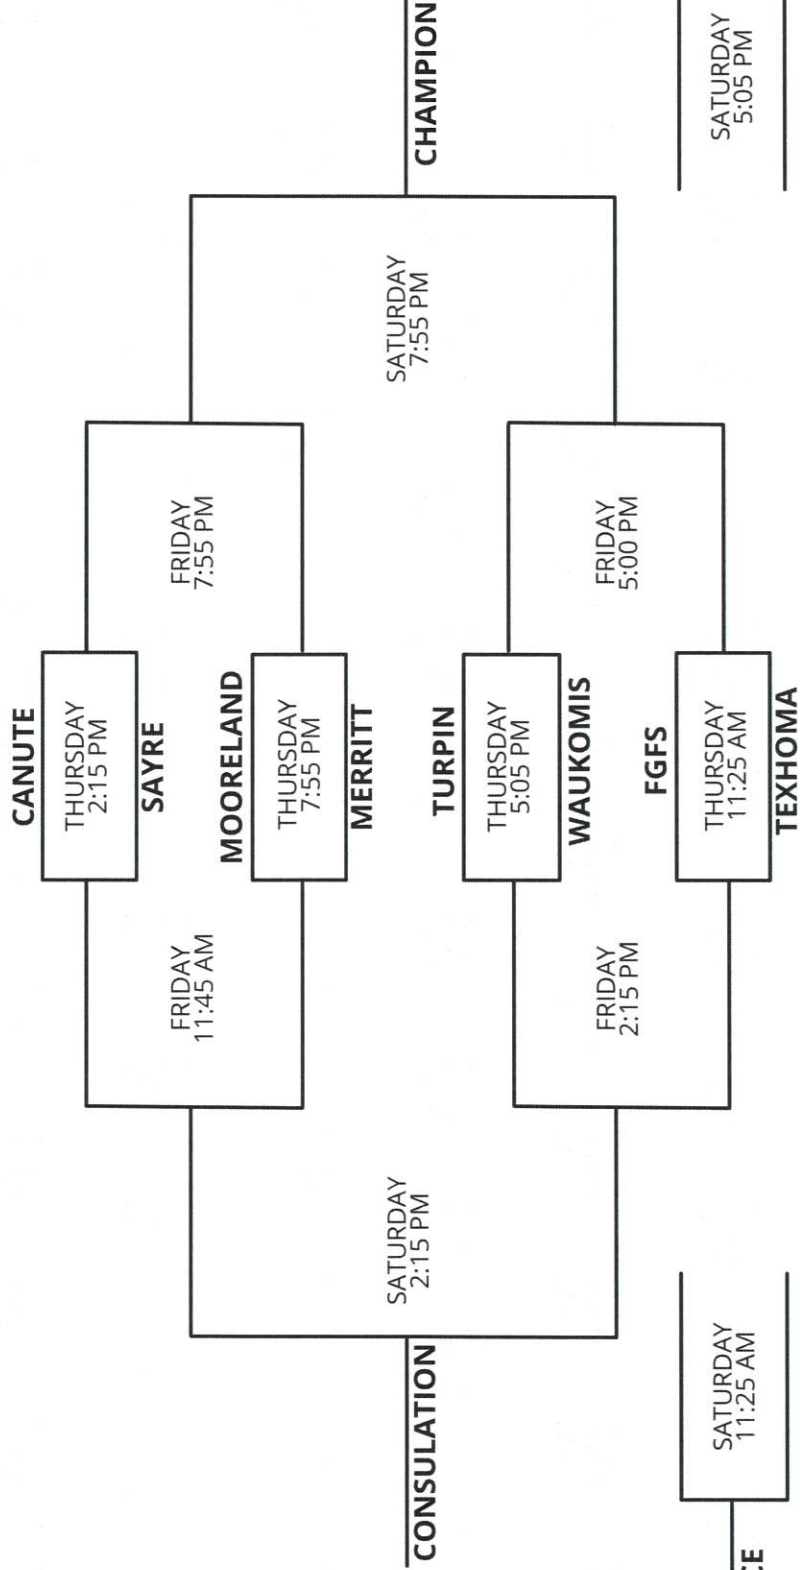 CANUTE
THURSDAY
2:15 PM
SAYRE
FRIDAY
11:45 AM
FRIDAY
7:55 PM
MOORELAND
THURSDAY
7:55 PM
MERRITT
SATURDAY
2:15 PM
CONSULATION
SATURDAY
7:55 PM
CHAMPION
TURPIN
THURSDAY
5:05 PM
WAUKOMIS
FRIDAY
2:15 PM
FRIDAY
5:00 PM
FGFS
THURSDAY
11:25 AM
TEXHOMA
SATURDAY
11:25 AM
CE
SATURDAY
5:05 PM